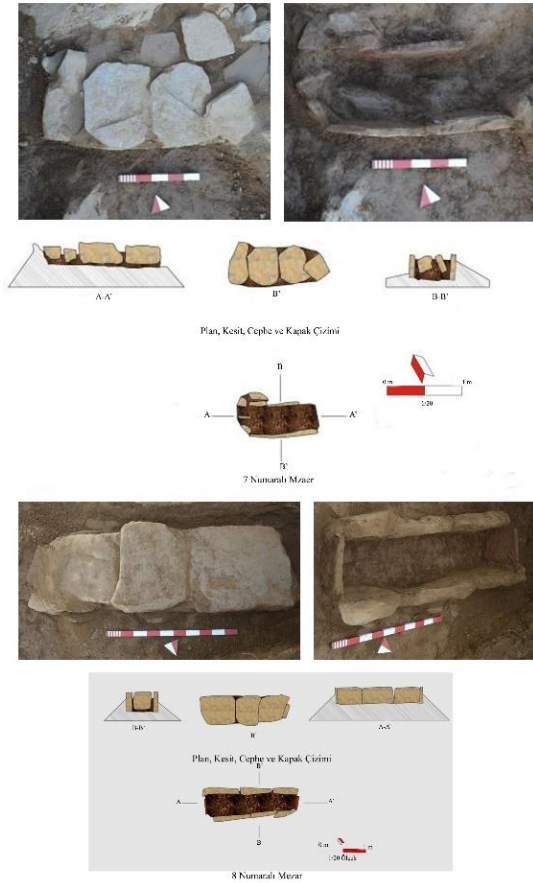 A-A'
B'
B-B'
Plan, Kesit, Cephe ve Kapak Çizimi
B
0 m 1 m
1/20
A A'
B'
7 Numaralı Mzaer
B-B'
B'
A-A'
Plan, Kesit, Cephe ve Kapak Çizimi
B'
A A'
B
0 m m
1/20 Ölçek
8 Numaralı Mezar